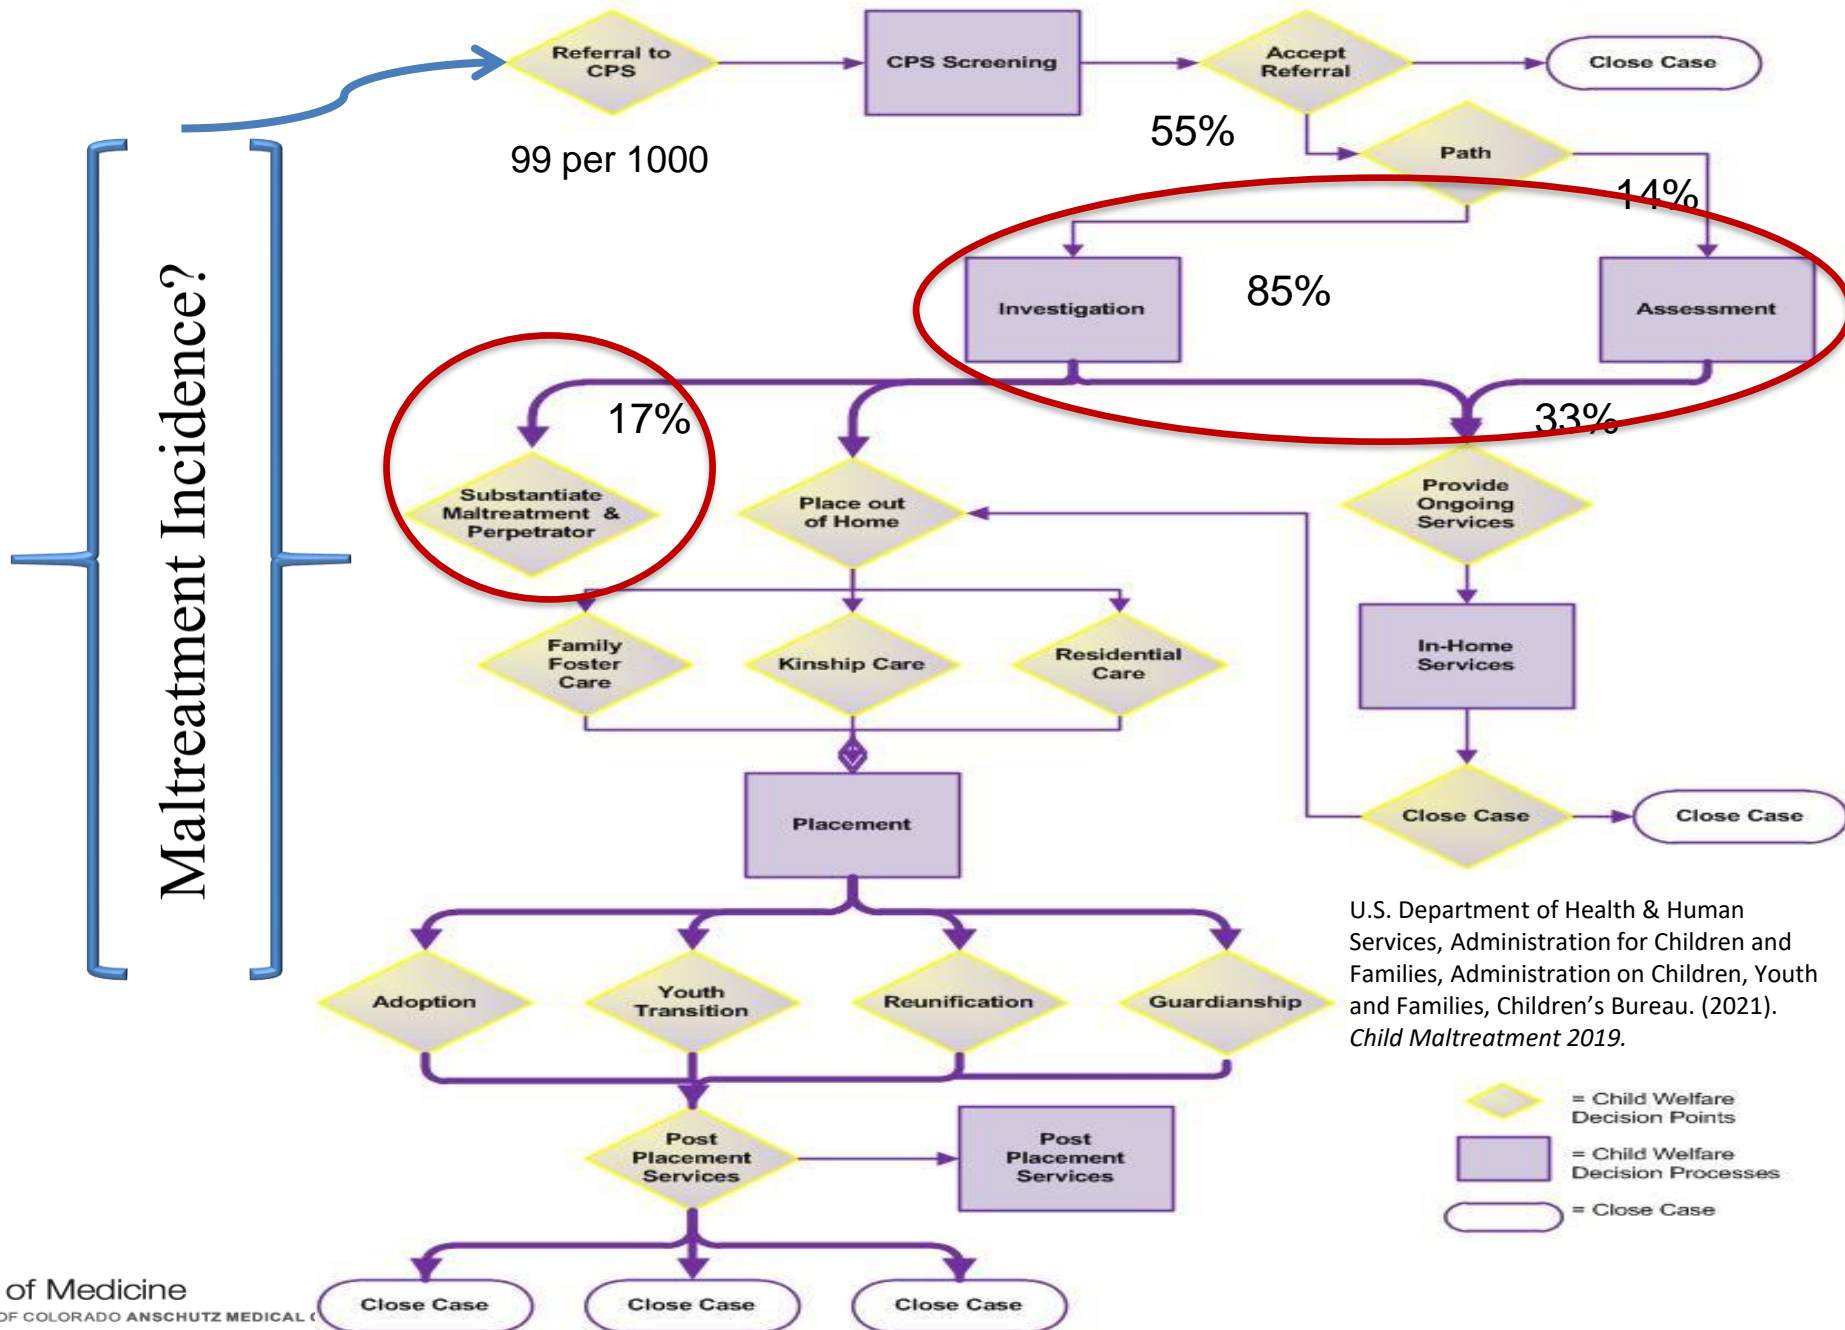 Referral to
CPS
CPS Screening
Accept
Referral
Close Case
99 per 1000
55%
Path
14%
Maltreatment Incidence?
Investigation
85%
Assessment
17%
33%
Substantiate
Maltreatment &
Perpetrator
Place out
of Home
Provide
Ongoing
Services
Family
Foster
Care
Kinship Care
Residential
Care
In-Home
Services
Placement
Close Case
Close Case
Adoption
Youth
Transition
Reunification
Guardianship
U.S. Department of Health & Human
Services, Administration for Children and
Families, Administration on Children, Youth
and Families, Children’s Bureau. (2021).
Child Maltreatment 2019.
Post
Placement
Services
Post
Placement
Services
= Child Welfare
Decision Points
= Child Welfare
Decision Processes
= Close Case
Close Case
Close Case
Close Case
of Medicine
OF COLORADO ANSCHUTZ MEDICAL